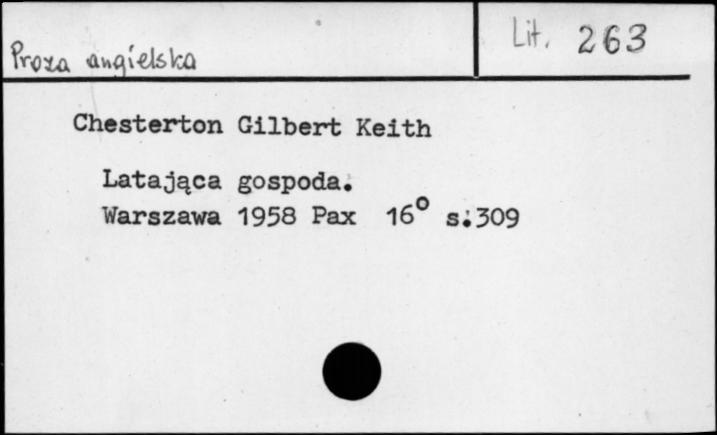 Proza angielska
Lit. 263
Chesterton Gilbert Keith
Latająca gospoda.
Warszawa 1958 Pax 16° s.309